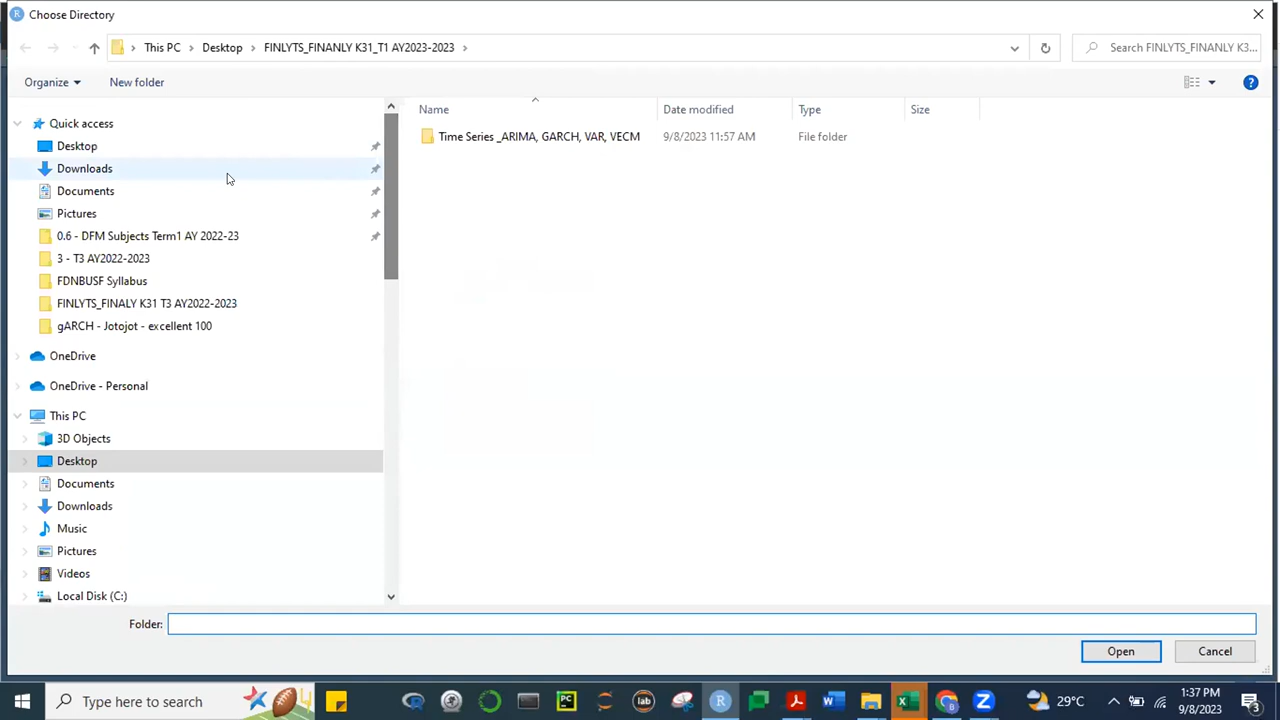 Choose Directory
This PC > Desktop > FINLYTS_FINANLY K31_T1 AY2023-2023 >
Search FINLYTS_FINANLY K3...
Organize
New folder
Name
Date modified
Type
Size
Quick access
Time Series _ARIMA, GARCH, VAR, VECM
9/8/2023 11:57 AM
File folder
Desktop
Downloads
Documents
Pictures
0.6 - DFM Subjects Term1 AY 2022-23
3 - T3 AY2022-2023
FDNBUSF Syllabus
FINLYTS_FINALY K31 T3 AY2022-2023
gARCH - Jotojot - excellent 100
OneDrive
OneDrive - Personal
This PC
3D Objects
Desktop
Documents
Downloads
Music
Pictures
Videos
Local Disk (C:)
Folder:
Open
Cancel
Type here to search
PC
lab
R
W
29°C
1:37 PM
9/8/2023
3